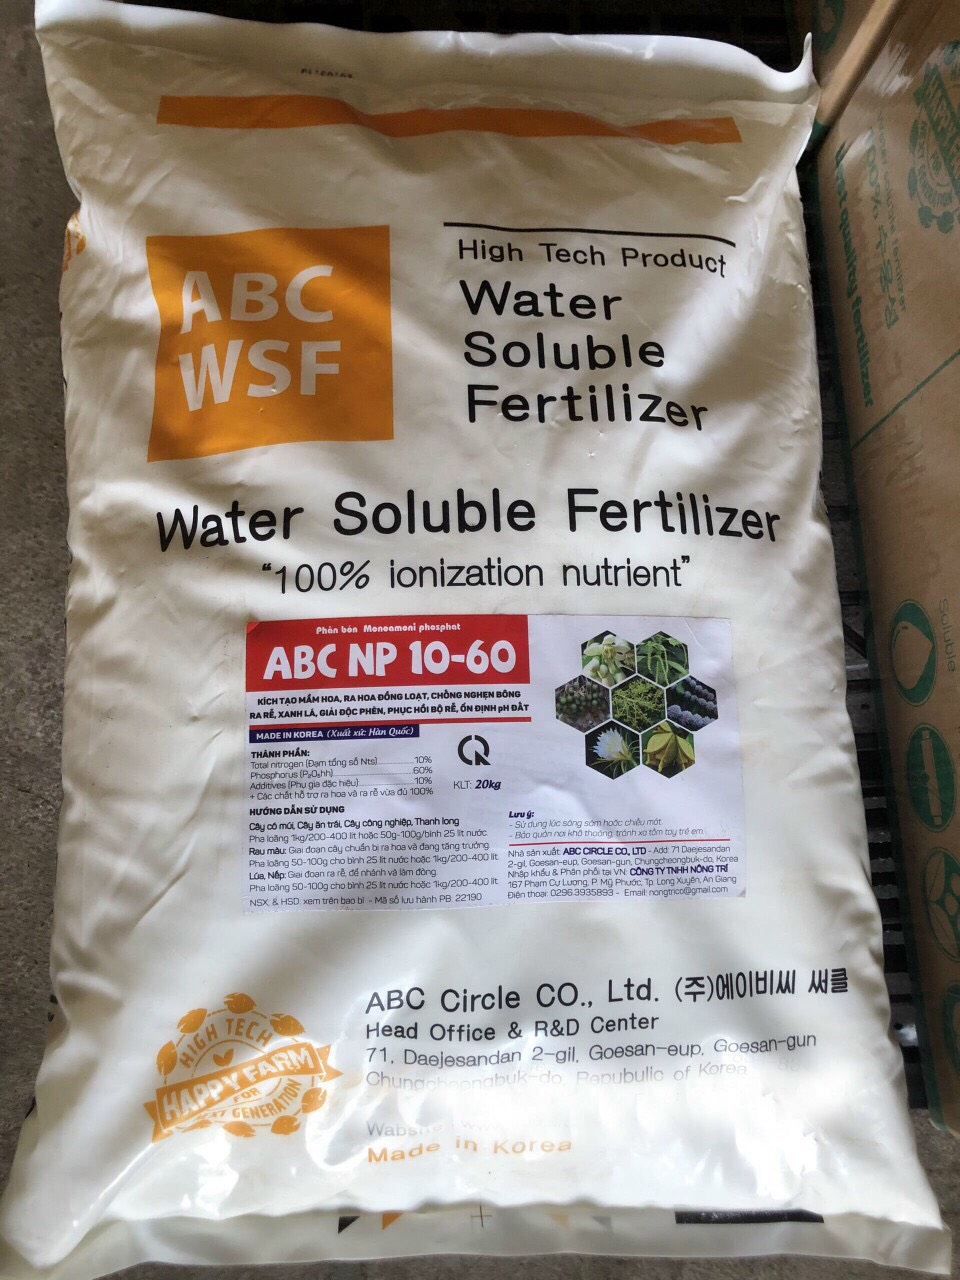 ABC
WSF
High Tech Product
Water
Soluble
Fertilizer
Water Soluble Fertilizer
"100% ionization nutrient"
Phân bón Monoamoni phosphat
ABC NP 10-60
KÍCH TẠO MẦM HOA, RA HOA ĐỒNG LOẠT, CHỐNG NGHẸN BÔNG
RA RỄ, XANH LÁ, GIẢI ĐỘC PHÈN, PHỤC HỒI BỘ RỄ, ỔN ĐỊNH pH ĐẤT
MADE IN KOREA (Xuất xứ: Hàn Quốc)
THÀNH PHẦN:
Total nitrogen (Đạm tổng số Nts) 10%
Phosphorus (P₂O₅hh) 60%
Additives (Phụ gia đặc hiệu) 10%
+ Các chất hỗ trợ ra hoa và ra rễ vừa đủ 100%
KLT: 20kg
HƯỚNG DẪN SỬ DỤNG
Cây có múi, Cây ăn trái, Cây công nghiệp, Thanh long
Pha loãng 1kg/200-400 lít hoặc 50g-100g/bình 25 lít nước
Rau màu: Giai đoạn cây chuẩn bị ra hoa và đang tăng trưởng
Pha loãng 50-100g cho bình 25 lít nước hoặc 1kg/200-400 lít
Lúa, Nếp: Giai đoạn ra rễ, đẻ nhánh và làm đòng.
Pha loãng 50-100g cho bình 25 lít nước hoặc 1kg/200-400 lít.
NSX, & HSD: xem trên bao bì - Mã số lưu hành PB: 22190
Lưu ý:
- Sử dụng lúc sáng sớm hoặc chiều mát.
- Bảo quản nơi khô thoáng, tránh xa tầm tay trẻ em.
Nhà sản xuất: ABC CIRCLE CO., LTD - Add: 71 Daejesandan
2-gil, Goesan-eup, Goesan-gun, Chungcheongbuk-do, Korea
Nhập khẩu & Phân phối tại VN: CÔNG TY TNHH NÔNG TRÍ
167 Phạm Cự Lượng, P. Mỹ Phước, Tp. Long Xuyên, An Giang
Điện thoại: 0296.3935893 - Email: nongtricc@gmail.com
ABC Circle CO., Ltd. (주)에이비씨 써클
Head Office & R&D Center
71, Daejesandan 2-gil, Goesan-eup, Goesan-gun
Chungcheongbuk-do, Repubulic of Korea
Made in Korea
HIGH TECH
HAPPY FARM
FOR
NEXT GENERATION
best quality fertilizer
Soluble